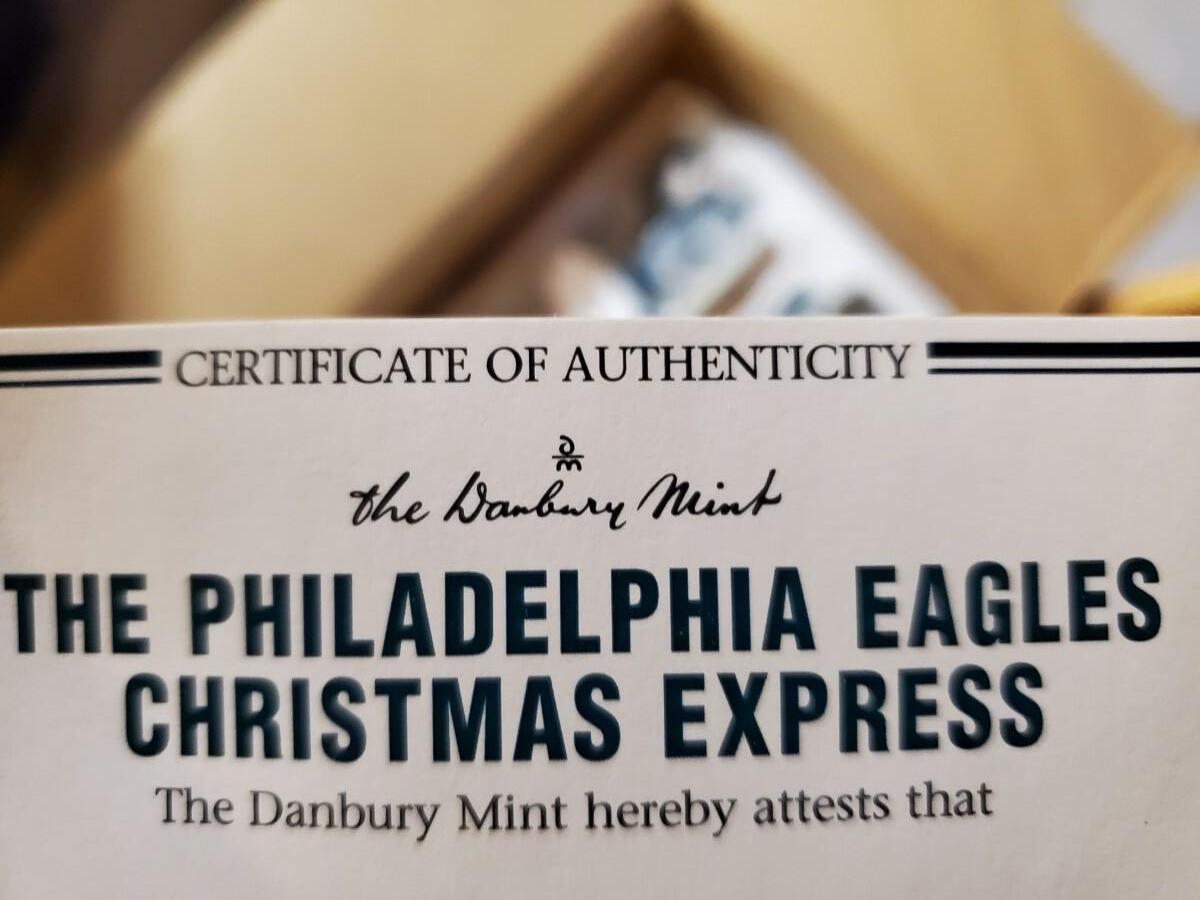 CERTIFICATE OF AUTHENTICITY
the Danbury Mint
THE PHILADELPHIA EAGLES
CHRISTMAS EXPRESS
The Danbury Mint hereby attests that